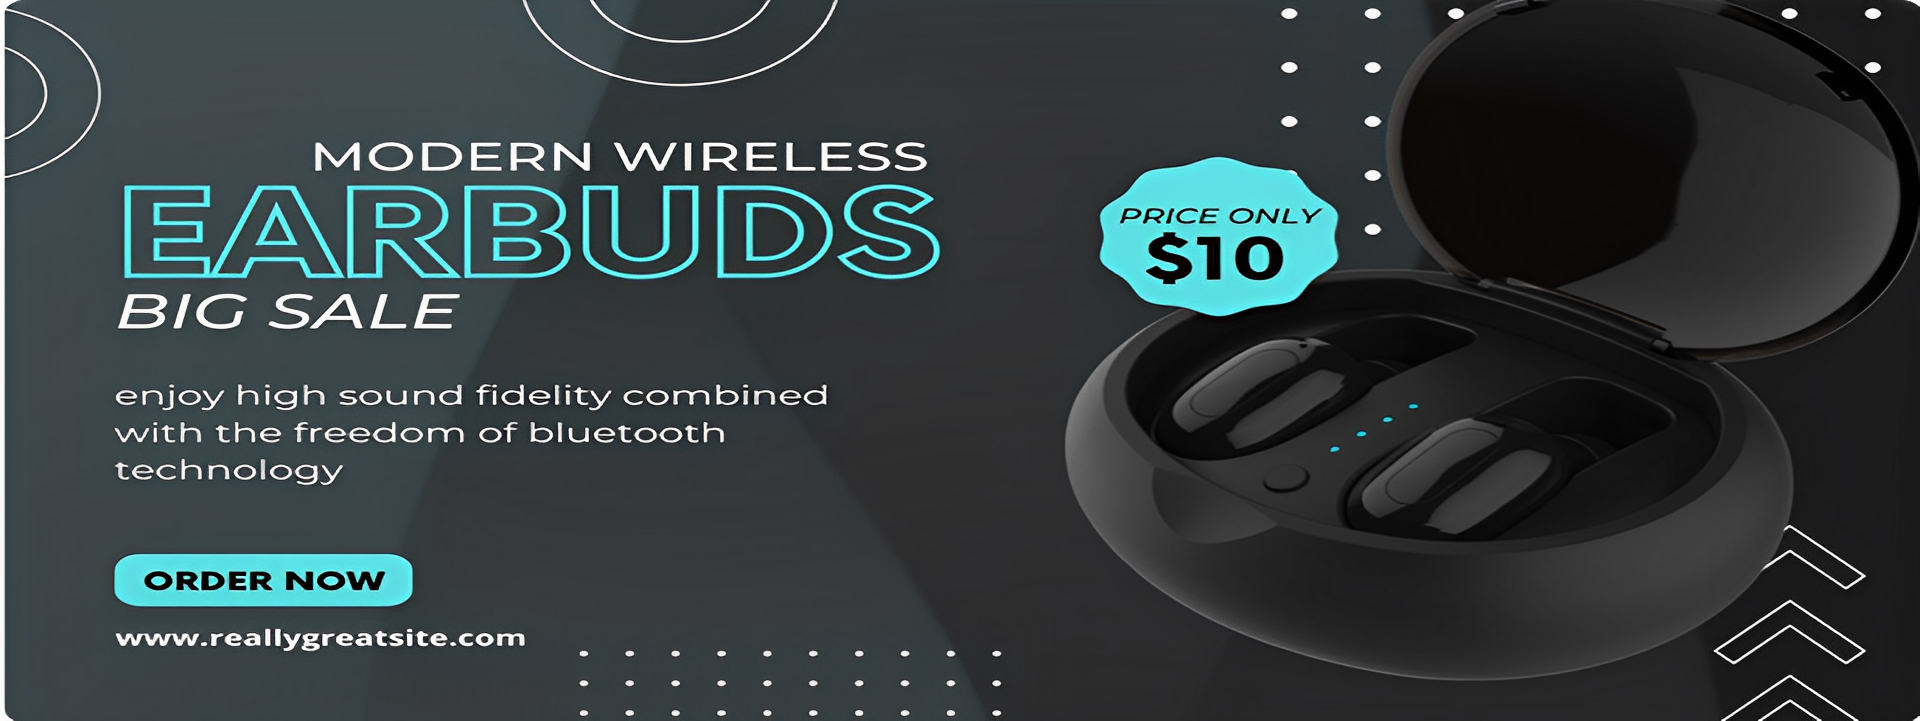 MODERN WIRELESS
EARBUDS
BIG SALE
enjoy high sound fidelity combined
with the freedom of bluetooth
technology
ORDER NOW
www.reallygreatsite.com
PRICE ONLY
$10